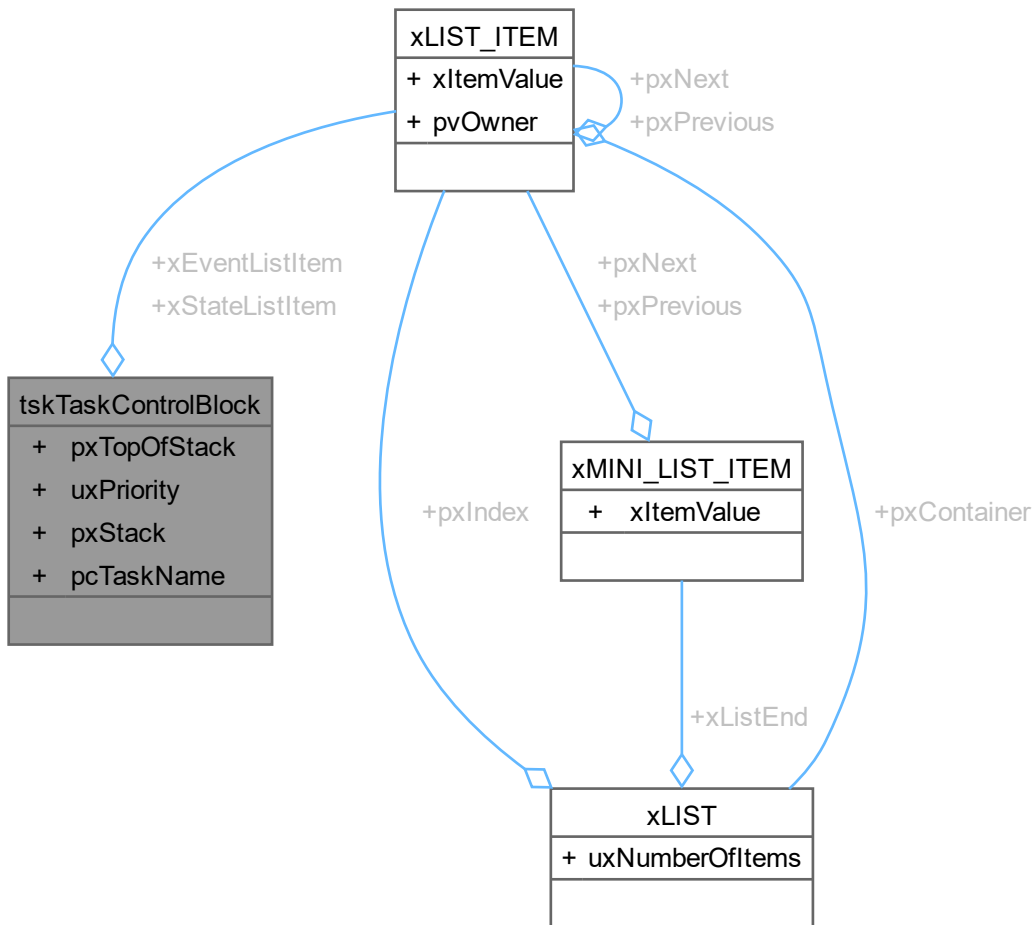 xLIST_ITEM
+ xItemValue
+ pvOwner
+pxNext
+pxPrevious
+xEventListItem
+xStateListItem
+pxNext
+pxPrevious
tskTaskControlBlock
+ pxTopOfStack
+ uxPriority
+ pxStack
+ pcTaskName
+pxIndex
xMINI_LIST_ITEM
+ xItemValue
+pxContainer
+xListEnd
xLIST
+ uxNumberOfItems